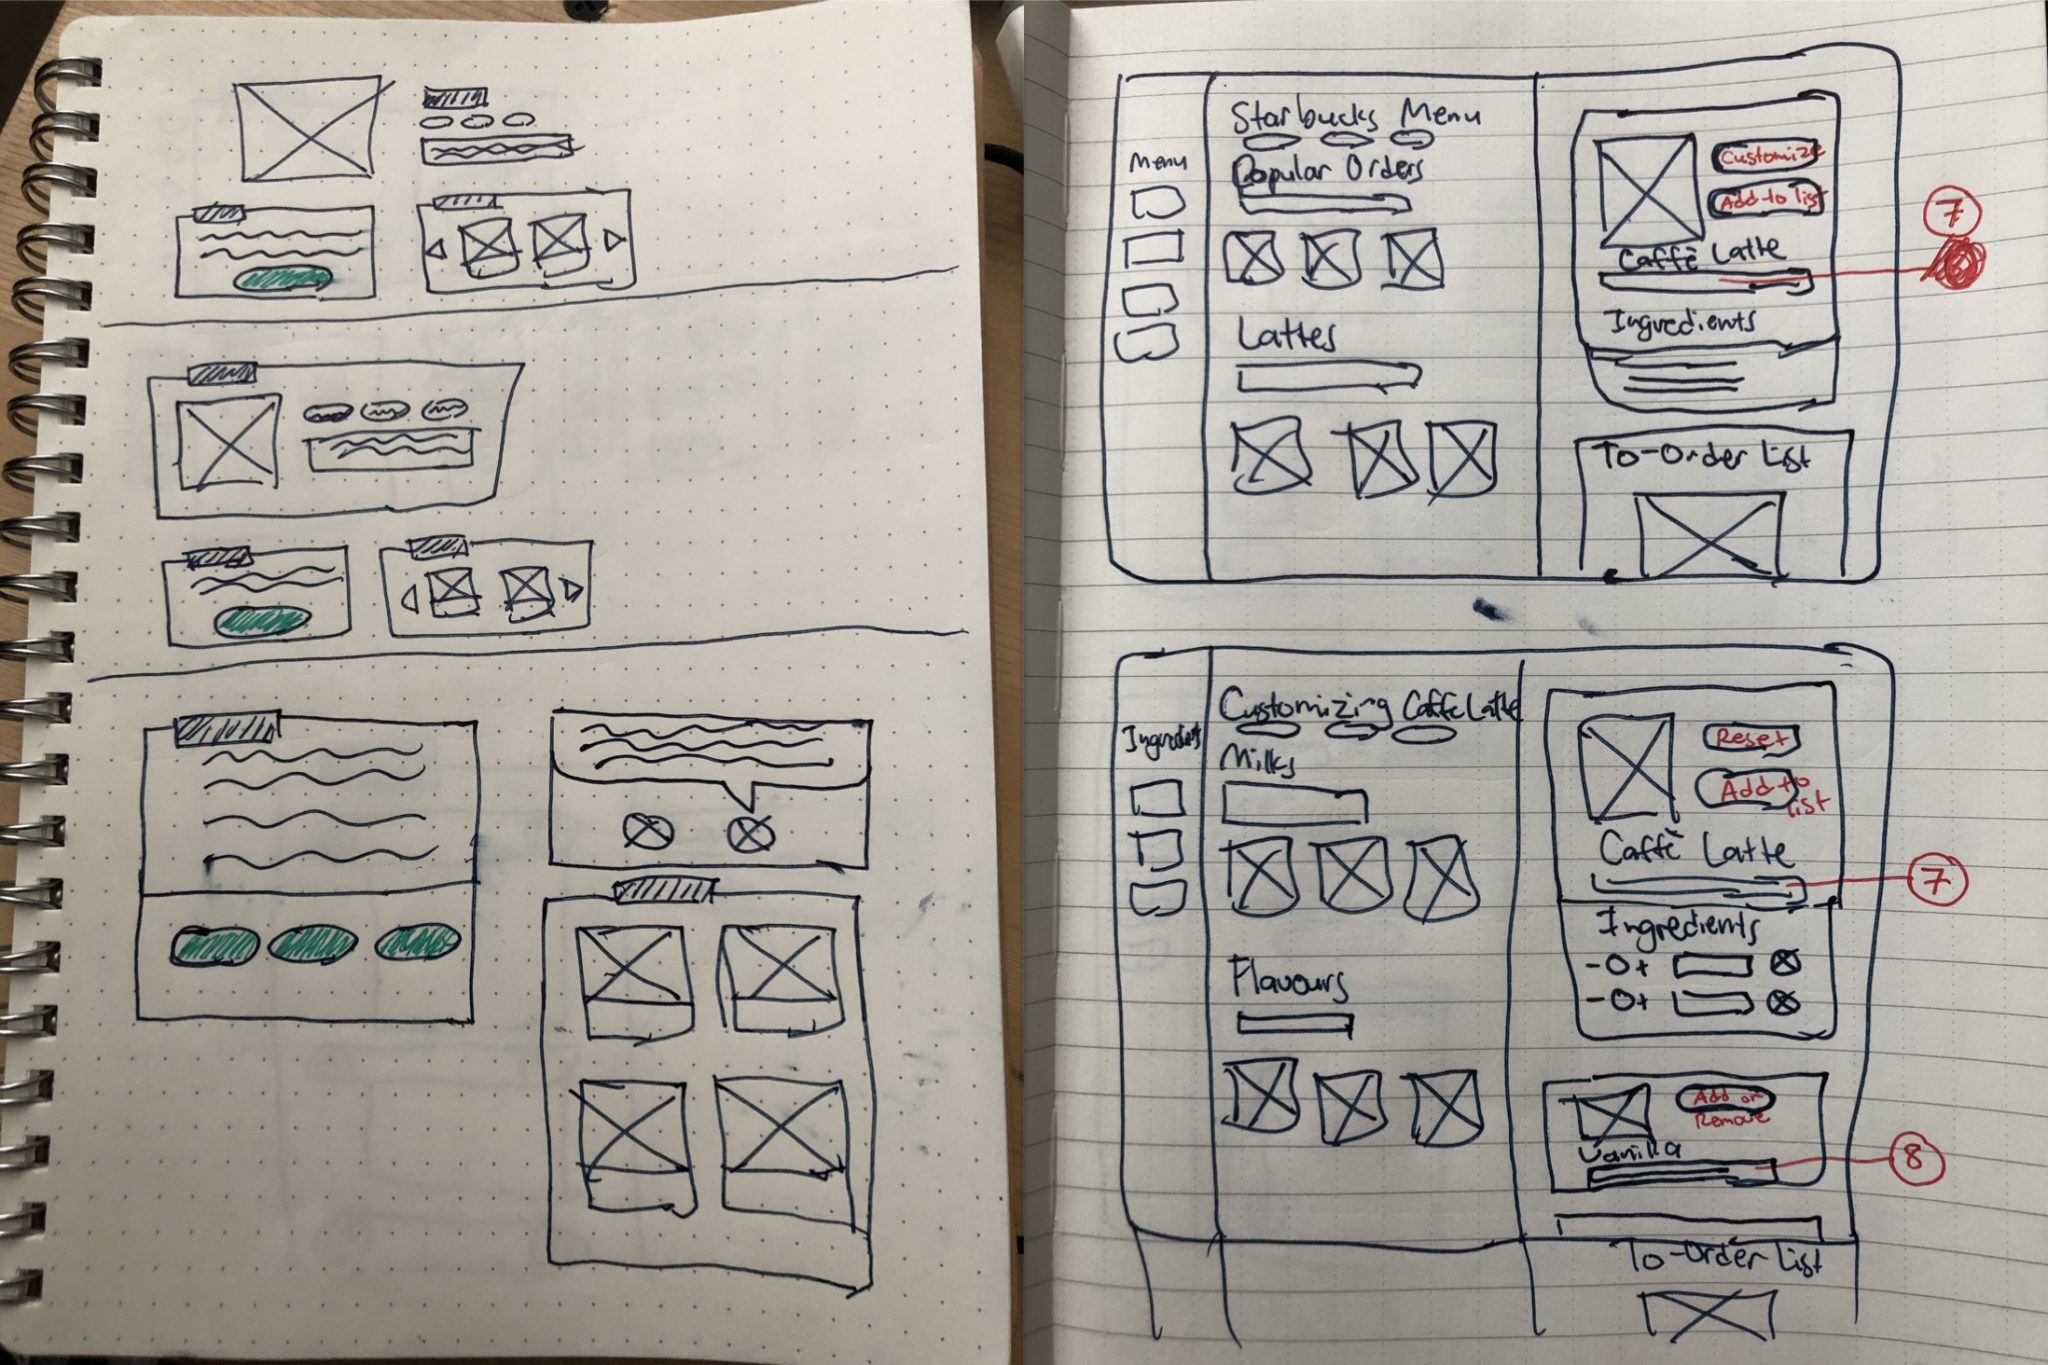 Starbucks Menu
Menu
Popular Orders
Lattes
Customize
Add to list
7
Caffè Latte
Ingredients
To-Order List
Customizing Caffè Latte
Ingredients
Milks
Flavours
Reset
Add to
list
Caffè Latte
7
Ingredients
- O +
- O +
Add or
Remove
Vanilla
8
To-Order List